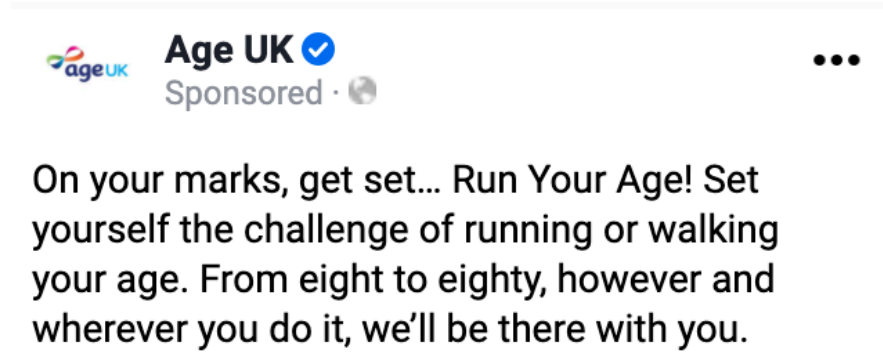 ageUK
Age UK
Sponsored ·
On your marks, get set... Run Your Age! Set
yourself the challenge of running or walking
your age. From eight to eighty, however and
wherever you do it, we’ll be there with you.